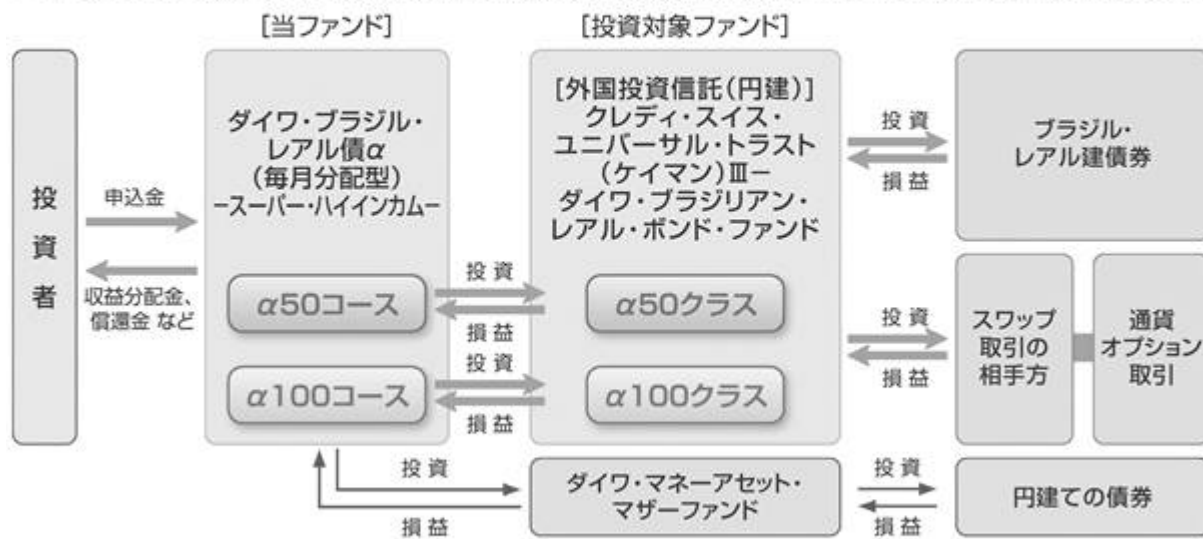 [当ファンド]
[投資対象ファンド]
投
資
者
申込金
収益分配金、
償還金 など
ダイワ・ブラジル・
レアル債α
(毎月分配型)
－スーパー・ハイインカム－
α50コース
α100コース
投 資
損 益
投 資
損 益
[外国投資信託(円建)]
クレディ・スイス・
ユニバーサル・トラスト
(ケイマン)Ⅲ－
ダイワ・ブラジリアン・
レアル・ボンド・ファンド
α50クラス
α100クラス
投 資
損 益
ブラジル・
レアル建債券
投 資
損 益
スワップ
取引の
相手方
通貨
オプション
取引
投 資
損 益
ダイワ・マネーアセット・
マザーファンド
投 資
損 益
円建ての債券